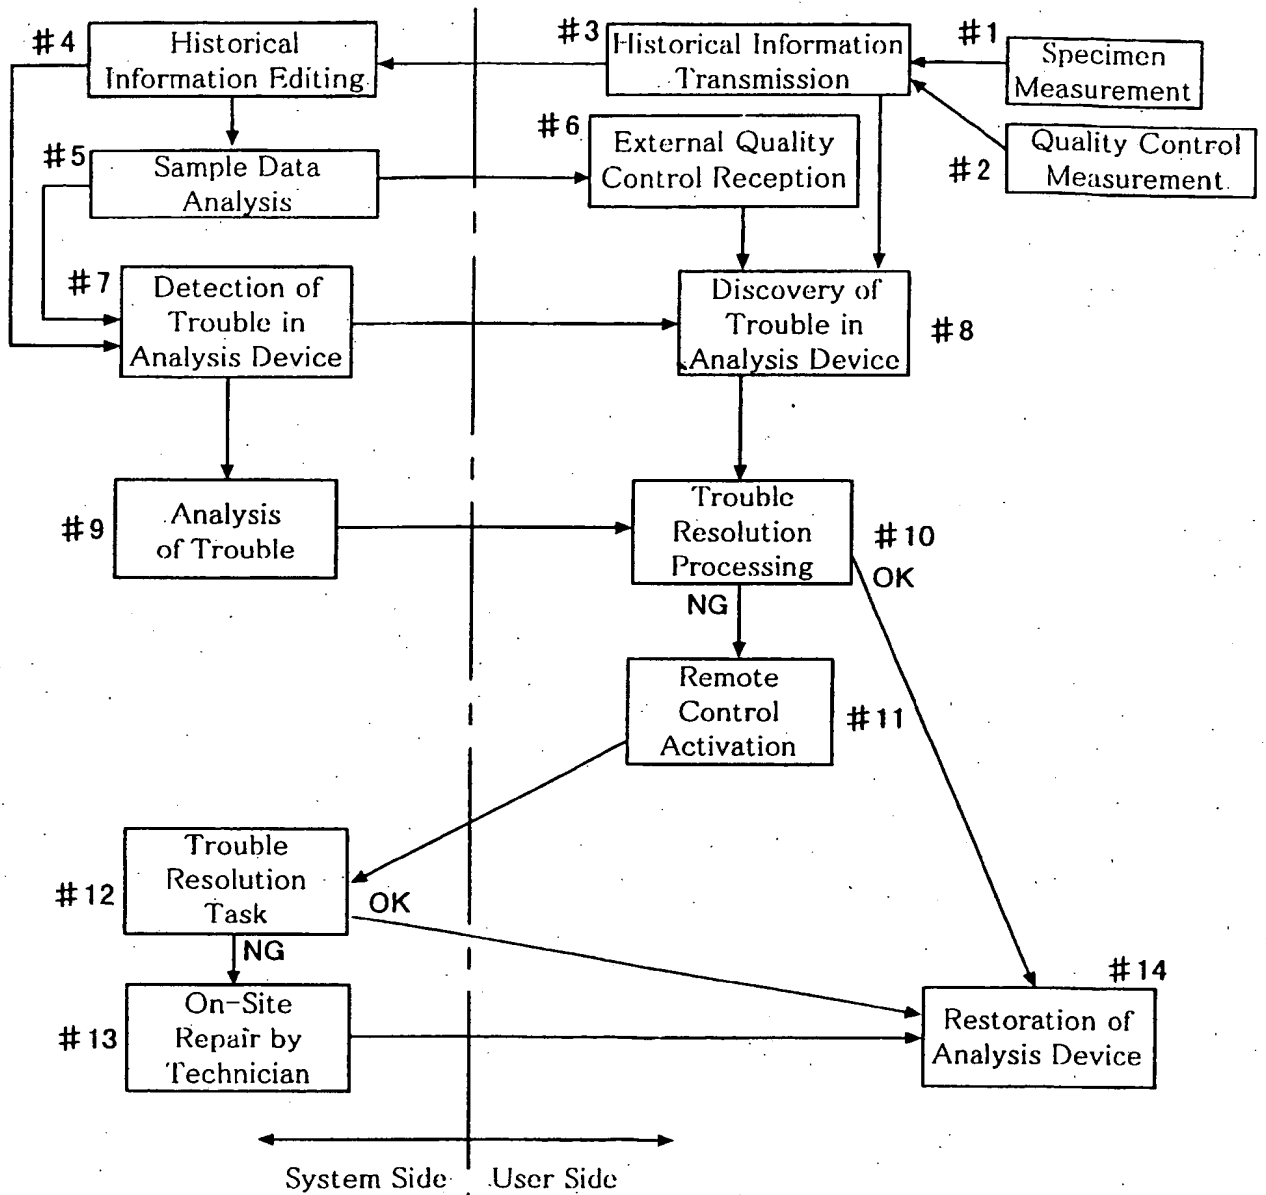 #4
Historical
Information Editing
#3
Historical Information
Transmission
#1
Specimen
Measurement
#2
Quality Control
Measurement
#5
Sample Data
Analysis
#6
External Quality
Control Reception
#7
Detection of
Trouble in
Analysis Device
Discovery of
Trouble in
Analysis Device
#8
#9
Analysis
of Trouble
Trouble
Resolution
Processing
#10
OK
NG
Remote
Control
Activation
#11
#12
Trouble
Resolution
Task
OK
NG
#13
On-Site
Repair by
Technician
#14
Restoration of
Analysis Device
System Side
User Side